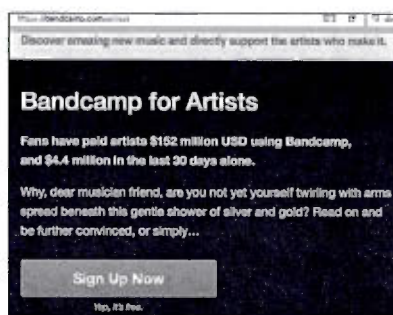 Discover amazing new music and directly support the artists who make it.
Bandcamp for Artists
Fans have paid artists $152 million USD using Bandcamp,
and $4.4 million in the last 30 days alone.
Why, dear musician friend, are you not yet yourself twirling with arms
spread beneath this gentle shower of silver and gold? Read on and
be further convinced, or simply...
Sign Up Now
Yep, it's free.